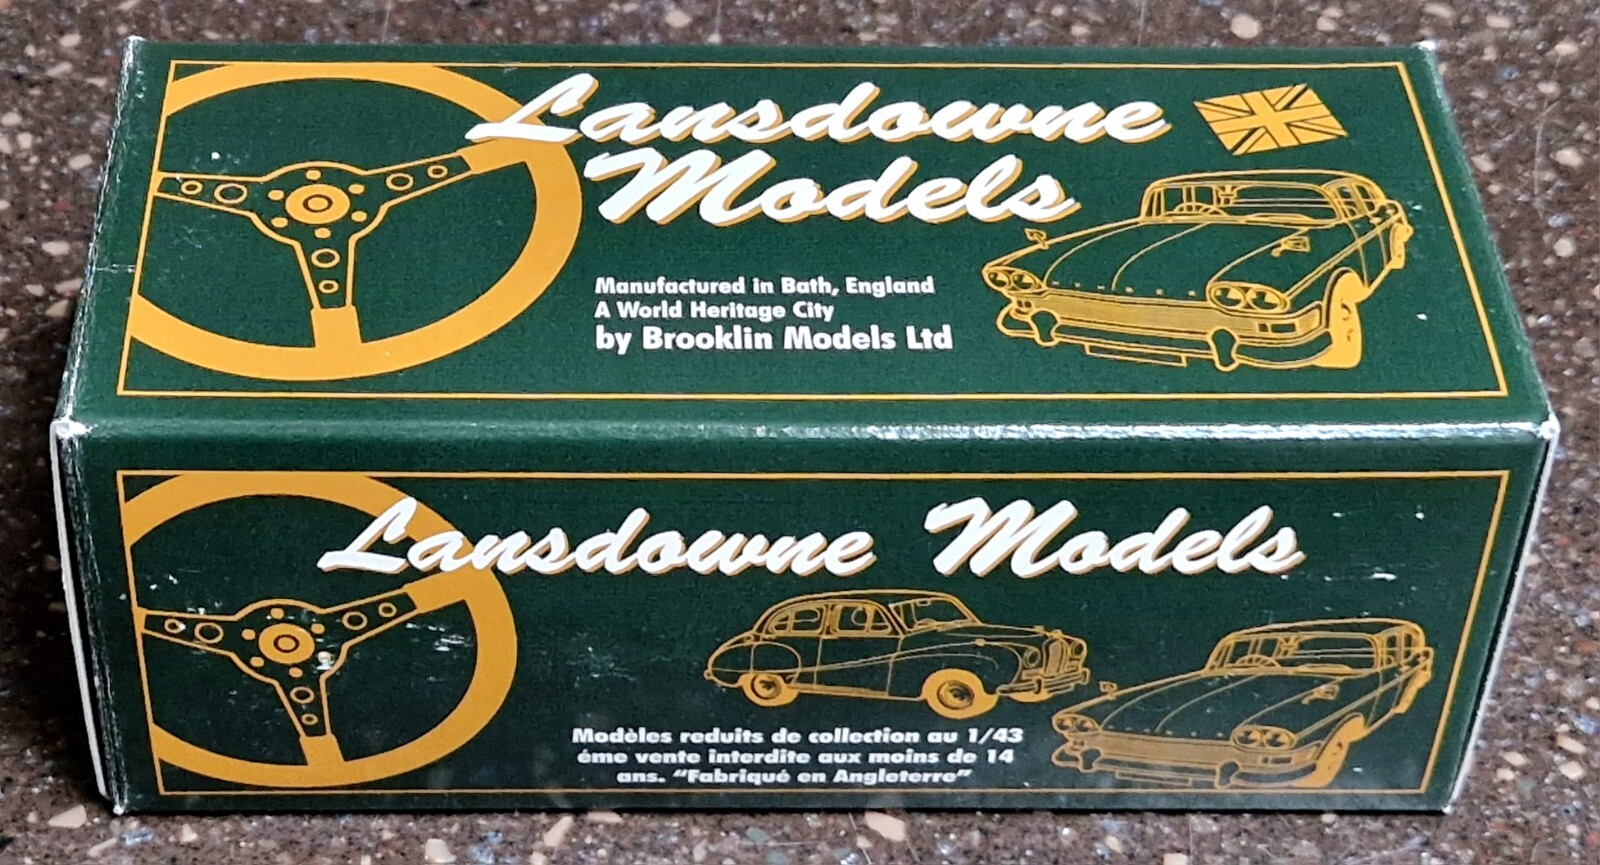 Lansdowne
Models
Manufactured in Bath, England
A World Heritage City
by Brooklin Models Ltd
Lansdowne Models
Modèles reduits de collection au 1/43
éme vente interdite aux moins de 14
ans. “Fabriqué en Angleterre”